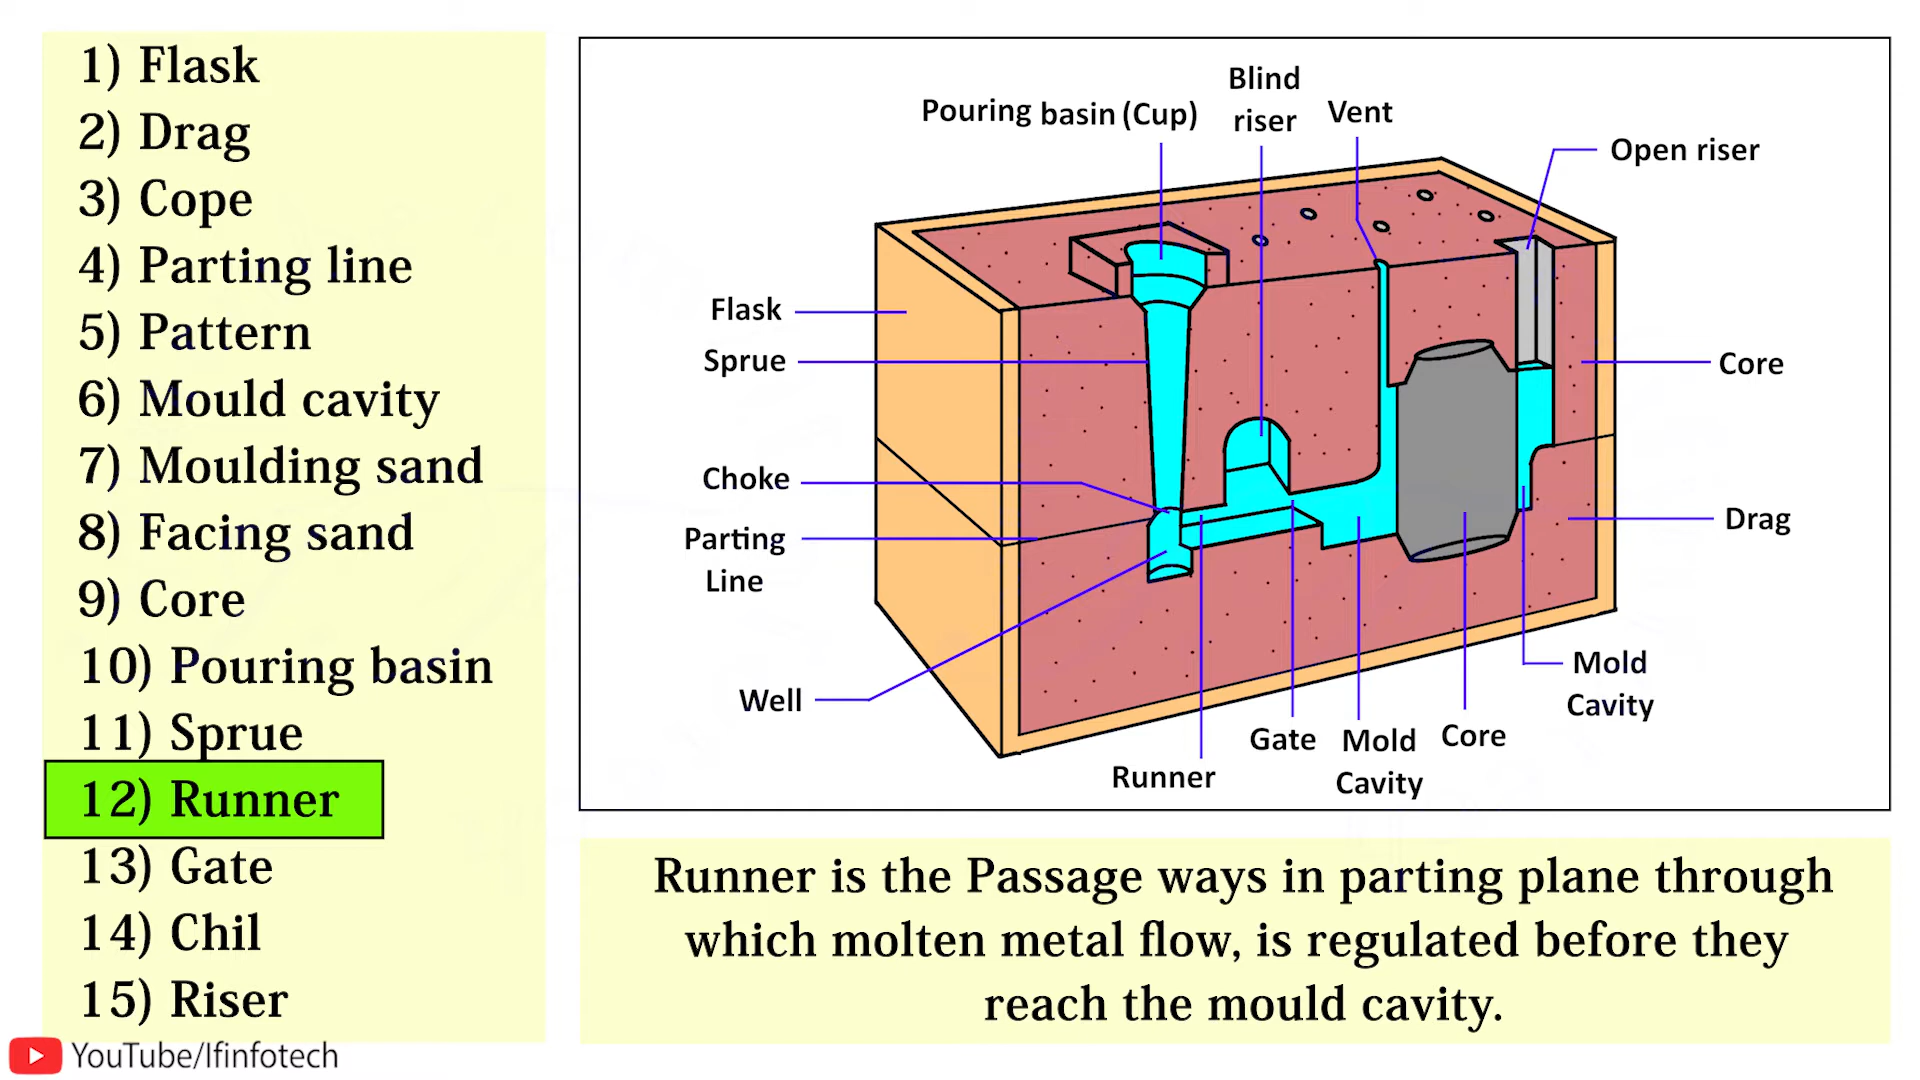 1) Flask
2) Drag
3) Cope
4) Parting line
5) Pattern
6) Mould cavity
7) Moulding sand
8) Facing sand
9) Core
10) Pouring basin
11) Sprue
12) Runner
13) Gate
14) Chil
15) Riser
YouTube/Ifinfotech
Pouring basin (Cup)
Blind
riser
Vent
Open riser
Flask
Sprue
Core
Choke
Parting
Line
Drag
Well
Mold
Cavity
Runner
Gate
Mold
Cavity
Core
Runner is the Passage ways in parting plane through
which molten metal flow, is regulated before they
reach the mould cavity.